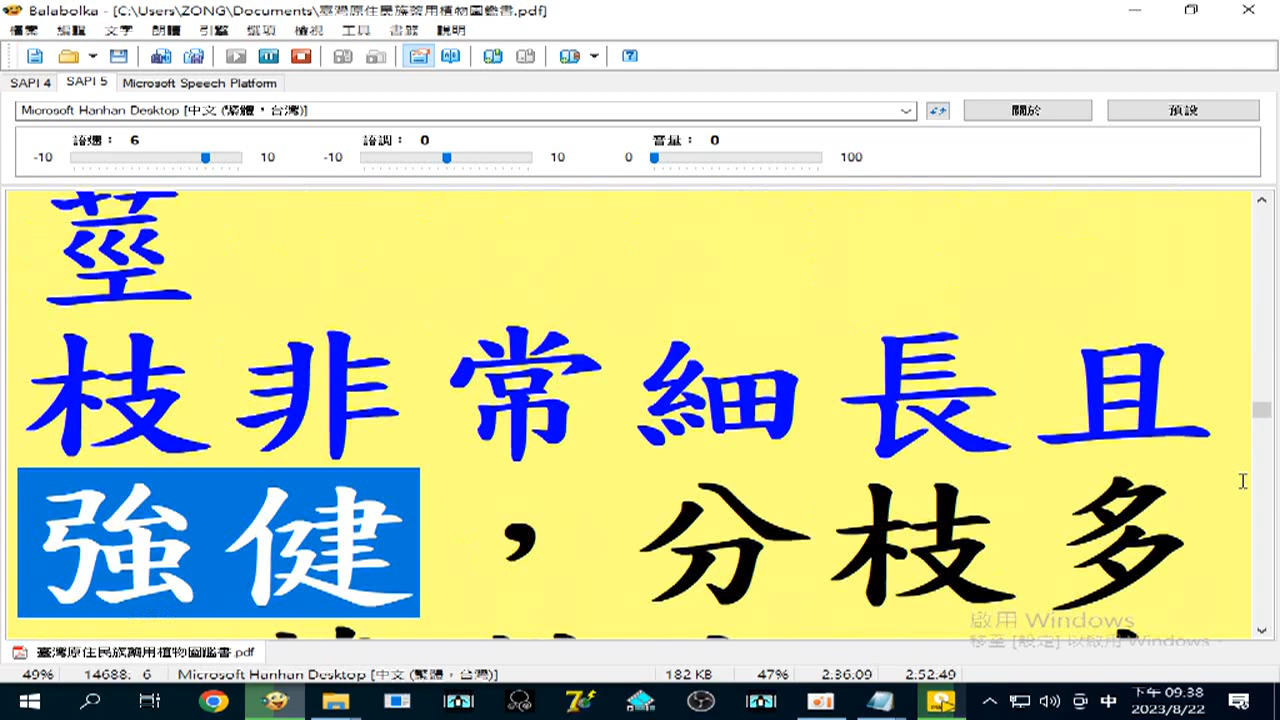 Balabolka - [C:\Users\ZONG\Documents\臺灣原住民族藥用植物圖鑑書.pdf]
檔案 編輯 文字 朗讀 引擎 選項 檢視 工具 書籤 說明
SAPI 4 SAPI 5 Microsoft Speech Platform
Microsoft Hanhan Desktop [中文 (繁體，台灣)] 關於 預設
語速： 6 語調： 0 音量： 0
-10 10 -10 10 0 100
莖
枝非常細長且
強健，分枝多
啟用 Windows
移至 [設定] 以啟用 Windows。
臺灣原住民族藥用植物圖鑑書.pdf
49% 14688: 6 Microsoft Hanhan Desktop [中文 (繁體，台灣)] 182 KB 47% 2.36.09 2.52.49
中 下午 09.38
2023/8/22